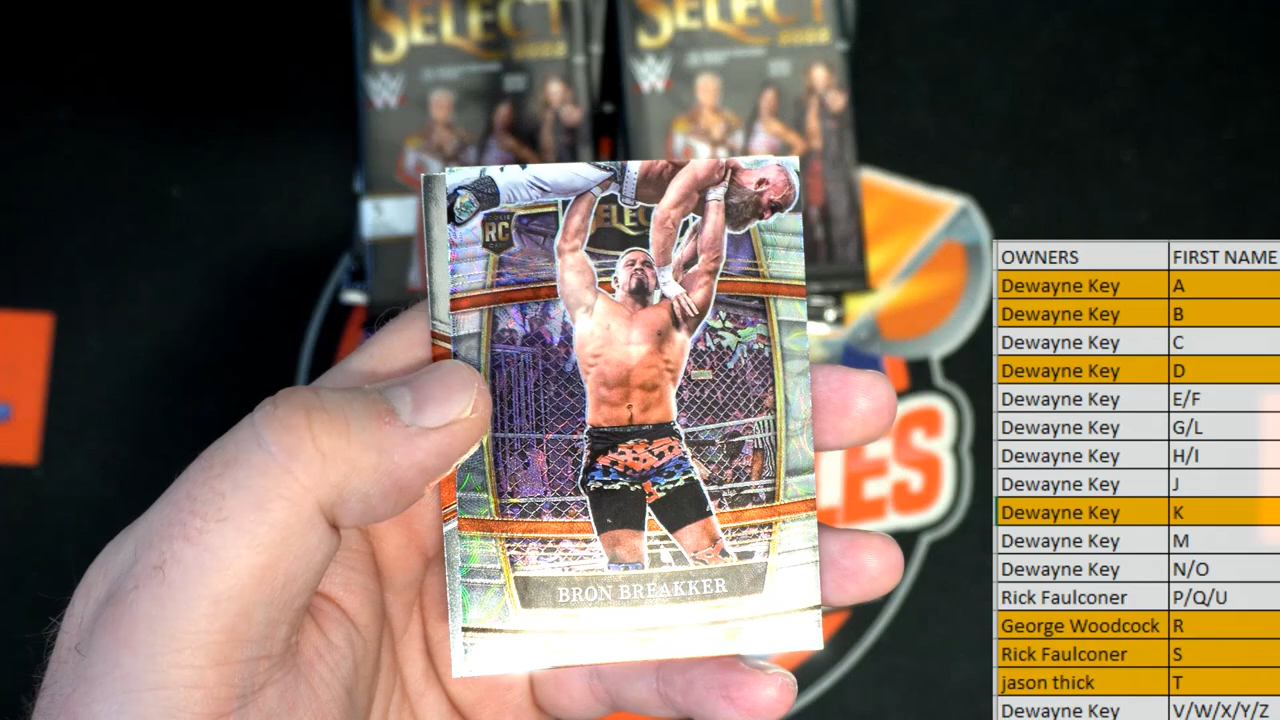 SELECT
2022
W
SELECT
2022
W
RC
SELECT
BRON BREAKKER
LES
OWNERS FIRST NAME
Dewayne Key A
Dewayne Key B
Dewayne Key C
Dewayne Key D
Dewayne Key E/F
Dewayne Key G/L
Dewayne Key H/I
Dewayne Key J
Dewayne Key K
Dewayne Key M
Dewayne Key N/O
Rick Faulconer P/Q/U
George Woodcock R
Rick Faulconer S
jason thick T
Dewayne Key V/W/X/Y/Z